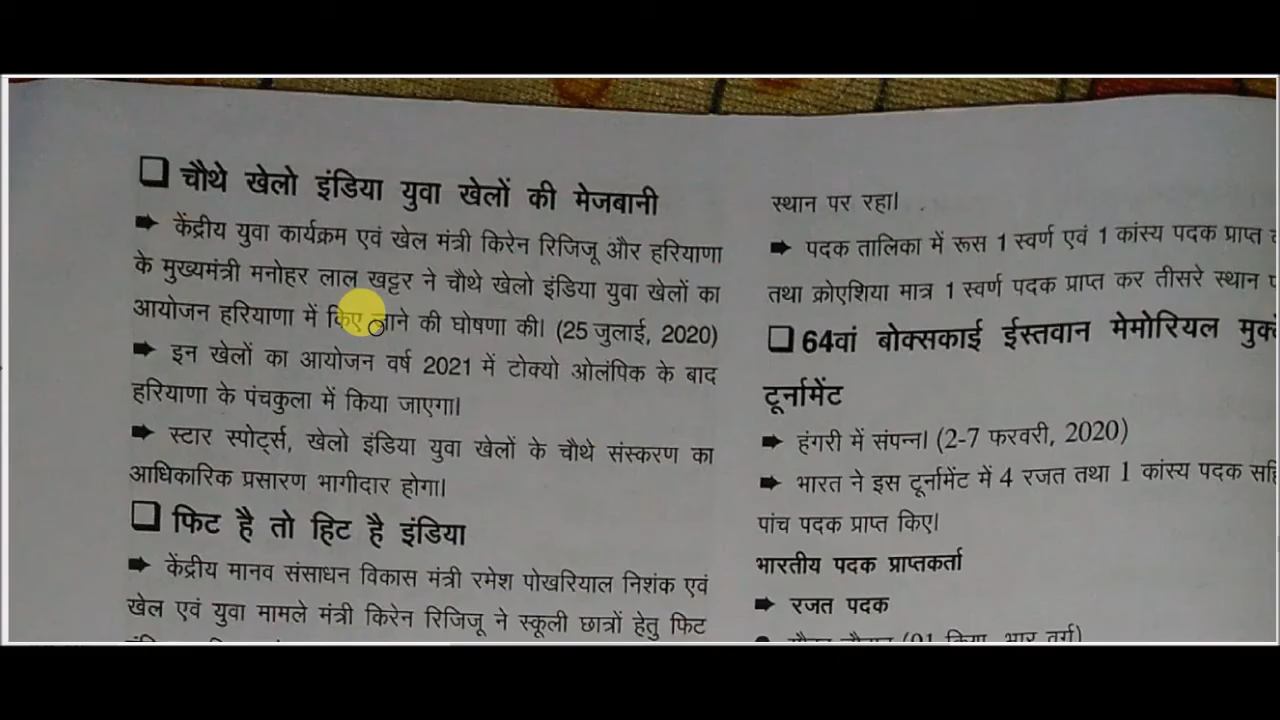 ❑ चौथे खेलो इंडिया युवा खेलों की मेजबानी
➡ केंद्रीय युवा कार्यक्रम एवं खेल मंत्री किरेन रिजिजू और हरियाणा
के मुख्यमंत्री मनोहर लाल खट्टर ने चौथे खेलो इंडिया युवा खेलों का
आयोजन हरियाणा में किए जाने की घोषणा की। (25 जुलाई, 2020)
➡ इन खेलों का आयोजन वर्ष 2021 में टोक्यो ओलंपिक के बाद
हरियाणा के पंचकुला में किया जाएगा।
➡ स्टार स्पोर्ट्स, खेलो इंडिया युवा खेलों के चौथे संस्करण का
आधिकारिक प्रसारण भागीदार होगा।
❑ फिट है तो हिट है इंडिया
➡ केंद्रीय मानव संसाधन विकास मंत्री रमेश पोखरियाल निशंक एवं
खेल एवं युवा मामले मंत्री किरेन रिजिजू ने स्कूली छात्रों हेतु फिट
स्थान पर रहा।
➡ पदक तालिका में रूस 1 स्वर्ण एवं 1 कांस्य पदक प्राप्त
तथा क्रोएशिया मात्र 1 स्वर्ण पदक प्राप्त कर तीसरे स्थान
❑ 64वां बोक्सकाई ईस्तवान मेमोरियल
टूर्नामेंट
➡ हंगरी में संपन्न। (2-7 फरवरी, 2020)
➡ भारत ने इस टूर्नामेंट में 4 रजत तथा 1 कांस्य पदक
पांच पदक प्राप्त किए।
भारतीय पदक प्राप्तकर्ता
➡ रजत पदक